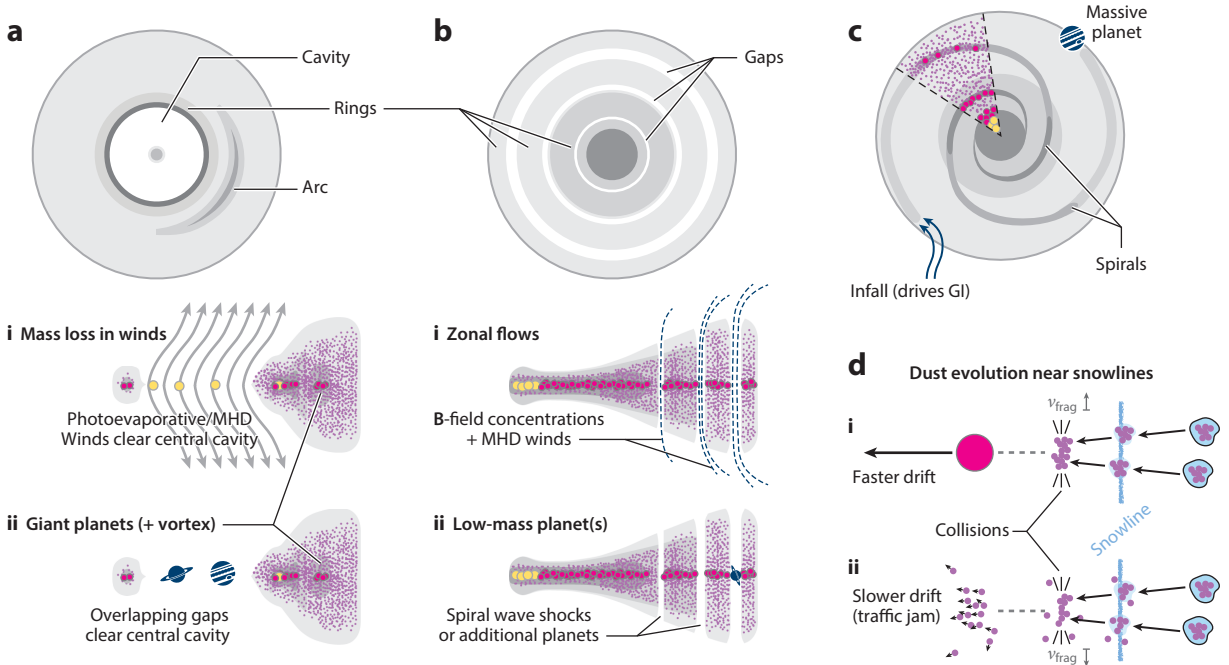 a
Cavity
Rings
Arc
b
Gaps
c
Massive
planet
Spirals
Infall (drives GI)
i Mass loss in winds
Photoevaporative/MHD
Winds clear central cavity
ii Giant planets (+ vortex)
Overlapping gaps
clear central cavity
i Zonal flows
B-field concentrations
+ MHD winds
ii Low-mass planet(s)
Spiral wave shocks
or additional planets
d
Dust evolution near snowlines
i
vfrag
Faster drift
Collisions
Snowline
ii
Slower drift
(traffic jam)
vfrag